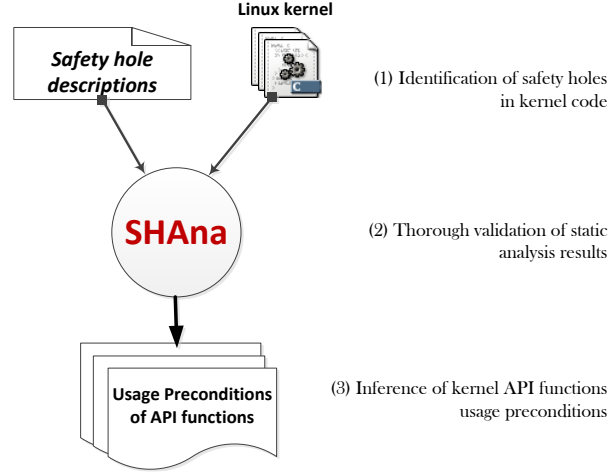 Linux kernel
Safety hole
descriptions
C
(1) Identification of safety holes
in kernel code
SHAna
(2) Thorough validation of static
analysis results
Usage Preconditions
of API functions
(3) Inference of kernel API functions
usage preconditions